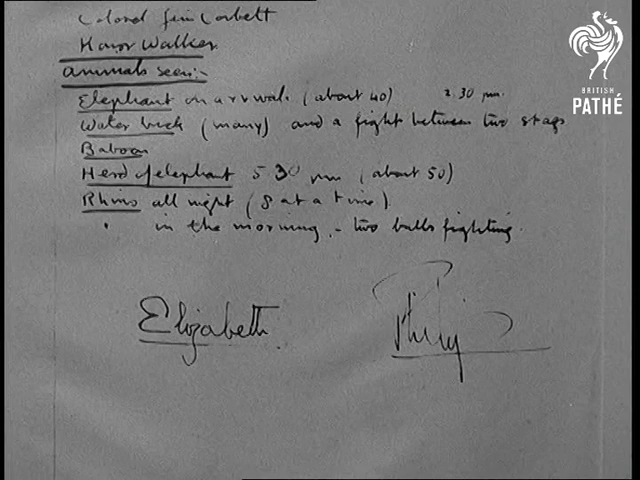 Colonel Jim Corbett
Honor Walker.
animals seen:-
Elephant on arrival (about 40) 2.30 pm.
Water buck (many) and a fight between two stags
Baboon
Herd of elephant 5 30 pm (about 50)
Rhino all night (8 at a time).
" in the morning, - two bulls fighting.
Elizabeth
Philip
BRITISH
PATHÉ